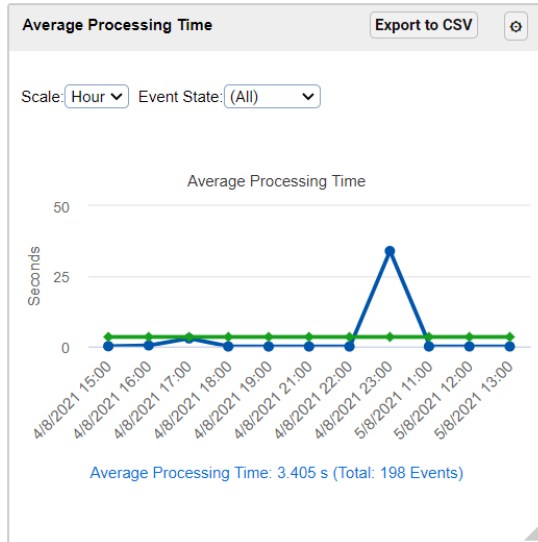 Average Processing Time Export to CSV
Scale: Hour Event State: (All)
Average Processing Time
50
25
0
Seconds
4/8/2021 15:00
4/8/2021 16:00
4/8/2021 17:00
4/8/2021 18:00
4/8/2021 19:00
4/8/2021 21:00
4/8/2021 22:00
4/8/2021 23:00
5/8/2021 11:00
5/8/2021 12:00
5/8/2021 13:00
Average Processing Time: 3.405 s (Total: 198 Events)